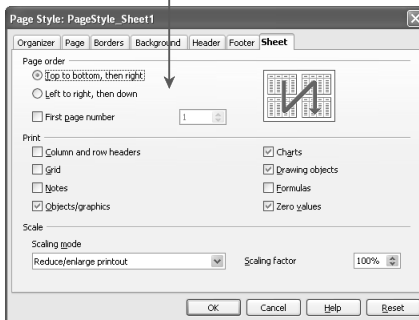 Page Style: PageStyle_Sheet1
Organizer Page Borders Background Header Footer Sheet
Page order
Top to bottom, then right
Left to right, then down
First page number 1
Print
Column and row headers Charts
Grid Drawing objects
Notes Formulas
Objects/graphics Zero values
Scale
Scaling mode
Reduce/enlarge printout Scaling factor 100%
OK Cancel Help Reset